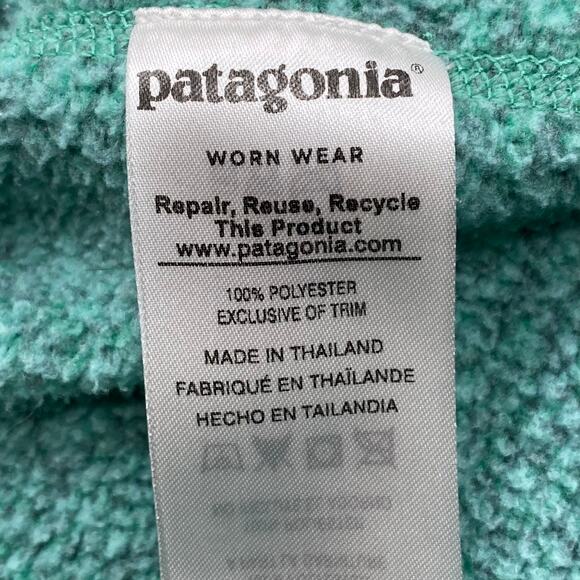 patagonia®
WORN WEAR
Repair, Reuse, Recycle
This Product
www.patagonia.com
100% POLYESTER
EXCLUSIVE OF TRIM
MADE IN THAILAND
FABRIQUÉ EN THAÏLANDE
HECHO EN TAILANDIA